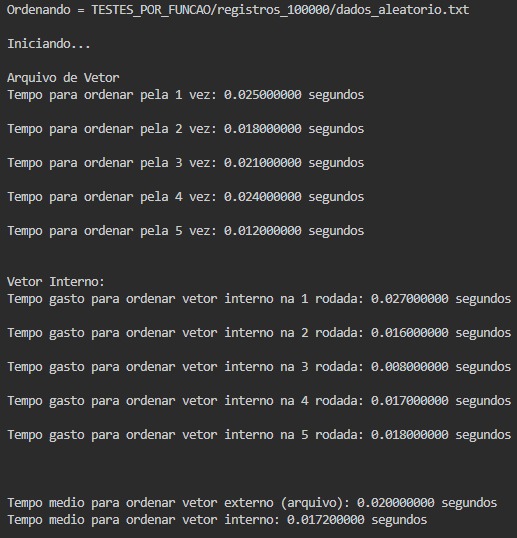 Ordenando = TESTES_POR_FUNCAO/registros_100000/dados_aleatorio.txt
Iniciando...
Arquivo de Vetor
Tempo para ordenar pela 1 vez: 0.025000000 segundos
Tempo para ordenar pela 2 vez: 0.018000000 segundos
Tempo para ordenar pela 3 vez: 0.021000000 segundos
Tempo para ordenar pela 4 vez: 0.024000000 segundos
Tempo para ordenar pela 5 vez: 0.012000000 segundos
Vetor Interno:
Tempo gasto para ordenar vetor interno na 1 rodada: 0.027000000 segundos
Tempo gasto para ordenar vetor interno na 2 rodada: 0.016000000 segundos
Tempo gasto para ordenar vetor interno na 3 rodada: 0.008000000 segundos
Tempo gasto para ordenar vetor interno na 4 rodada: 0.017000000 segundos
Tempo gasto para ordenar vetor interno na 5 rodada: 0.018000000 segundos
Tempo medio para ordenar vetor externo (arquivo): 0.020000000 segundos
Tempo medio para ordenar vetor interno: 0.017200000 segundos